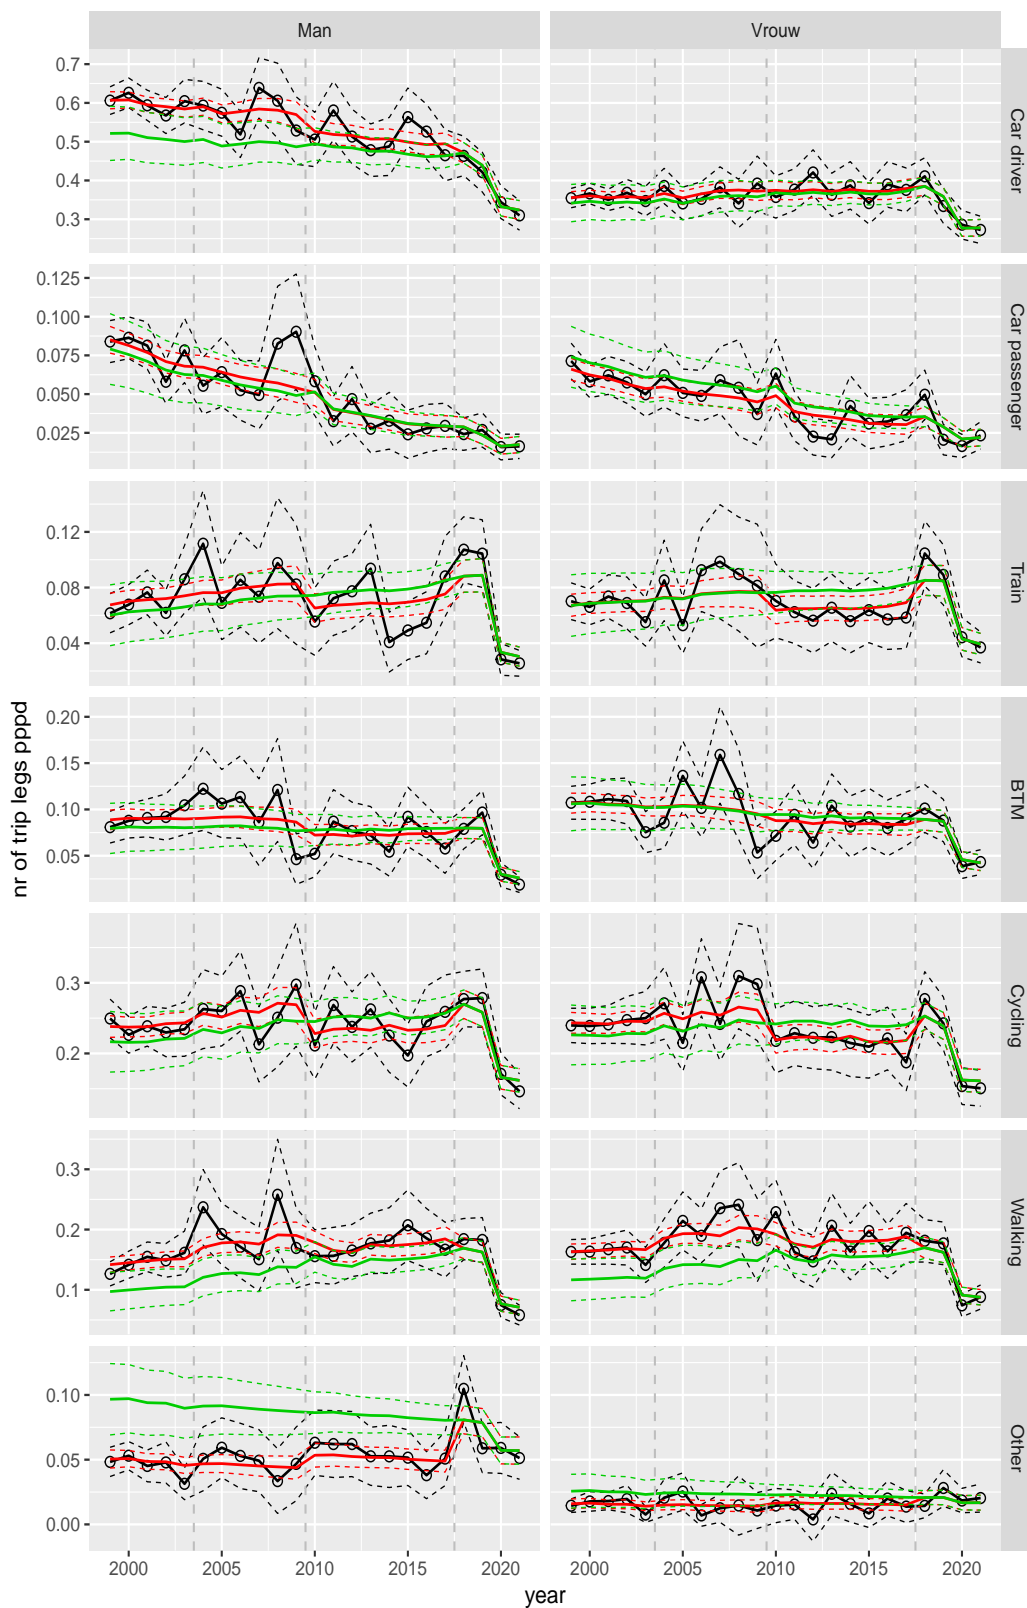 Man Vrouw
0.7
0.6
0.5
0.4
0.3
Car driver
0.125
0.100
0.075
0.050
0.025
Car passenger
0.12
0.08
0.04
Train
0.20
0.15
0.10
0.05
BTM
0.3
0.2
Cycling
0.3
0.2
0.1
Walking
0.10
0.05
0.00
Other
nr of trip legs pppd
2000 2005 2010 2015 2020 2000 2005 2010 2015 2020
year